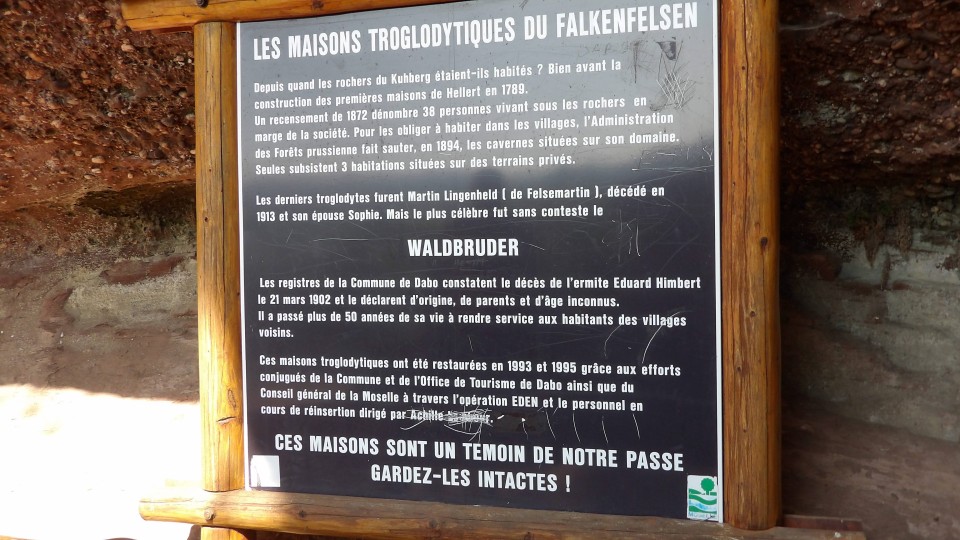 LES MAISONS TROGLODYTIQUES DU FALKENFELSEN
Depuis quand les rochers du Kuhberg étaient-ils habités ? Bien avant la
construction des premières maisons de Hellert en 1789.
Un recensement de 1872 dénombre 38 personnes vivant sous les rochers en
marge de la société. Pour les obliger à habiter dans les villages, l'Administration
des Forêts prussienne fait sauter, en 1894, les cavernes situées sur son domaine.
Seules subsistent 3 habitations situées sur des terrains privés.
Les derniers troglodytes furent Martin Lingenheld ( de Felsemartin ), décédé en
1913 et son épouse Sophie. Mais le plus célèbre fut sans conteste le
WALDBRUDER
Les registres de la Commune de Dabo constatent le décès de l'ermite Eduard Himbert
le 21 mars 1902 et le déclarent d'origine, de parents et d'âge inconnus.
Il a passé plus de 50 années de sa vie à rendre service aux habitants des villages
voisins.
Ces maisons troglodytiques ont été restaurées en 1993 et 1995 grâce aux efforts
conjugués de la Commune et de l'Office de Tourisme de Dabo ainsi que du
Conseil général de la Moselle à travers l'opération EDEN et le personnel en
cours de réinsertion dirigé par Achille
CES MAISONS SONT UN TEMOIN DE NOTRE PASSE
GARDEZ-LES INTACTES !